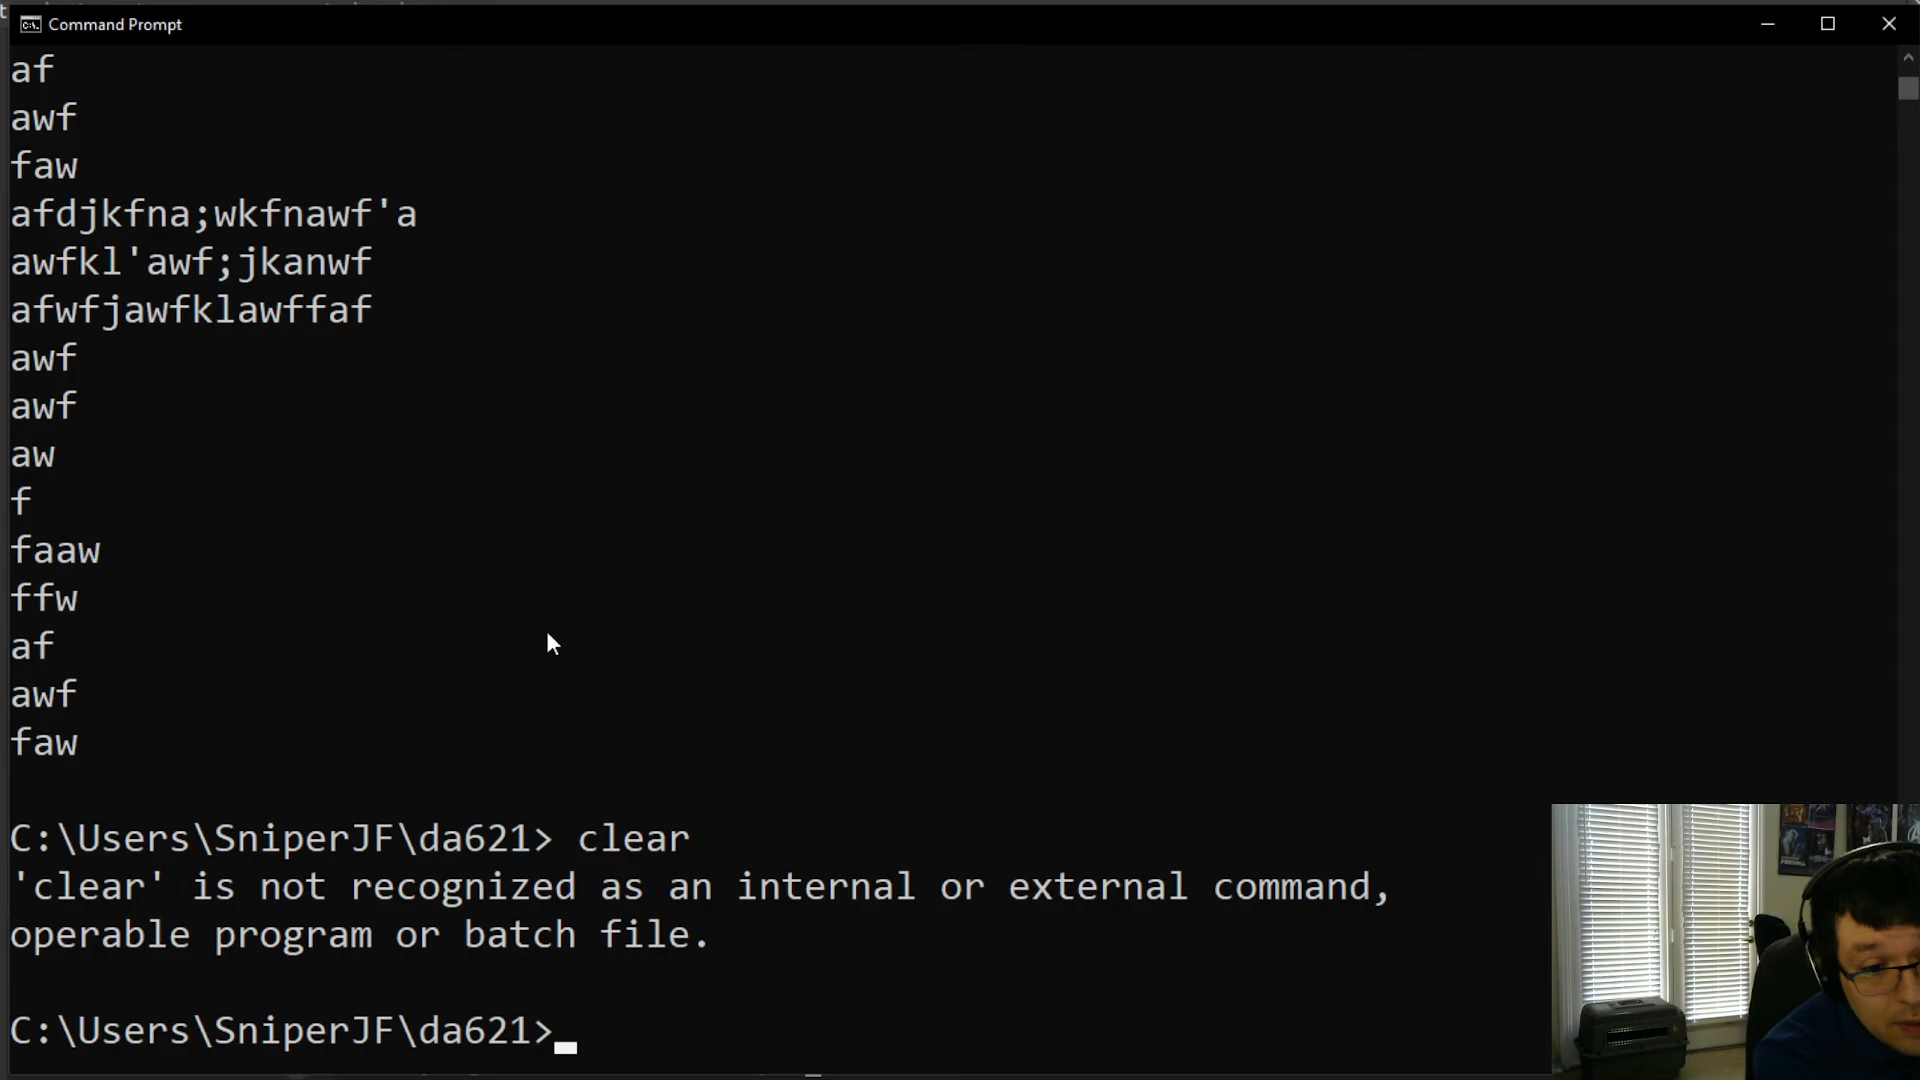 Command Prompt
af
awf
faw
afdjkfna;wkfnawf'a
awfkl'awf;jkanwf
afwfjawfklawffaf
awf
awf
aw
f
faaw
ffw
af
awf
faw
C:\Users\SniperJF\da621> clear
'clear' is not recognized as an internal or external command,
operable program or batch file.
C:\Users\SniperJF\da621>